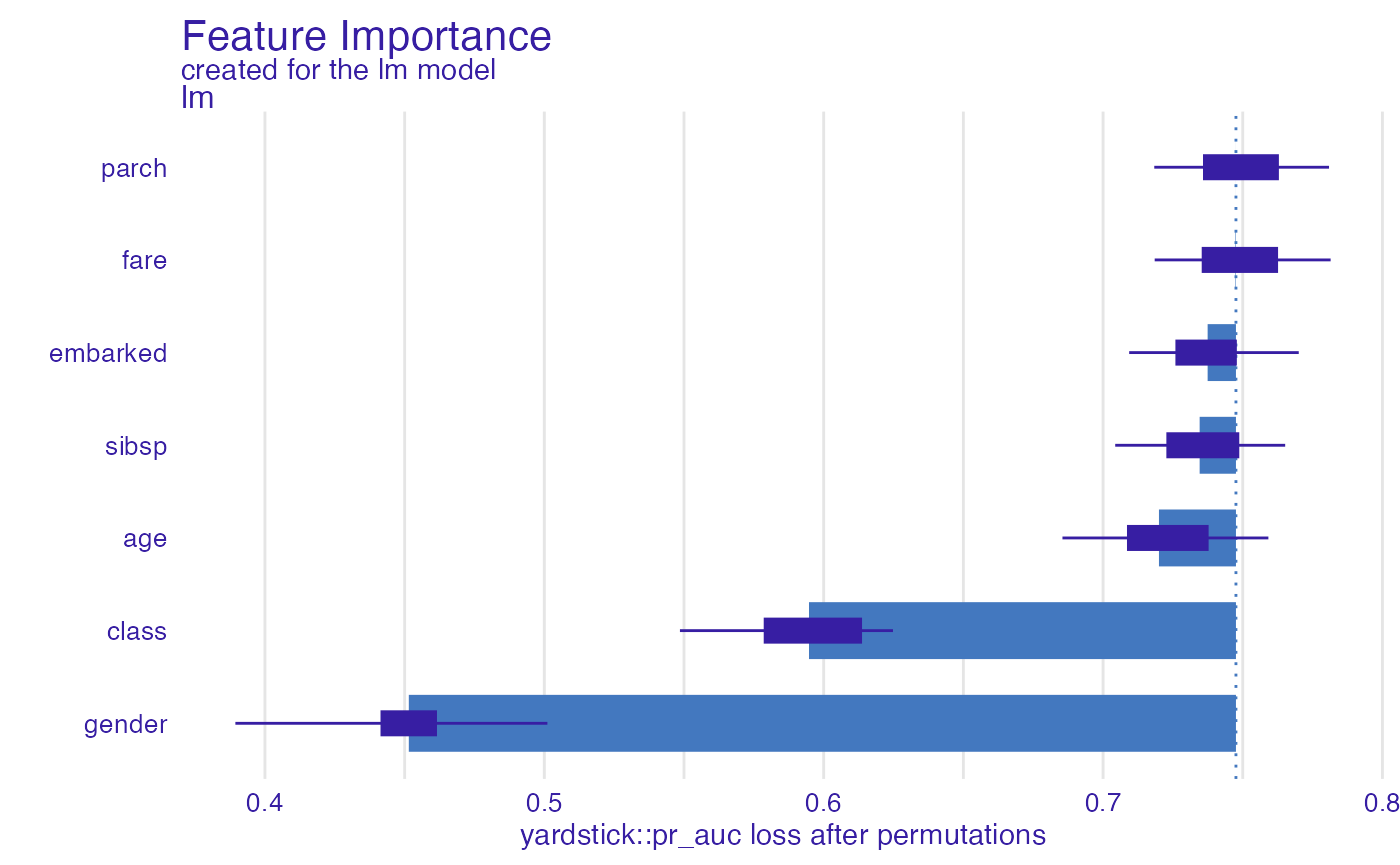 Feature Importance
created for the lm model
lm
parch
fare
embarked
sibsp
age
class
gender
0.4 0.5 0.6 0.7 0.8
yardstick::pr_auc loss after permutations